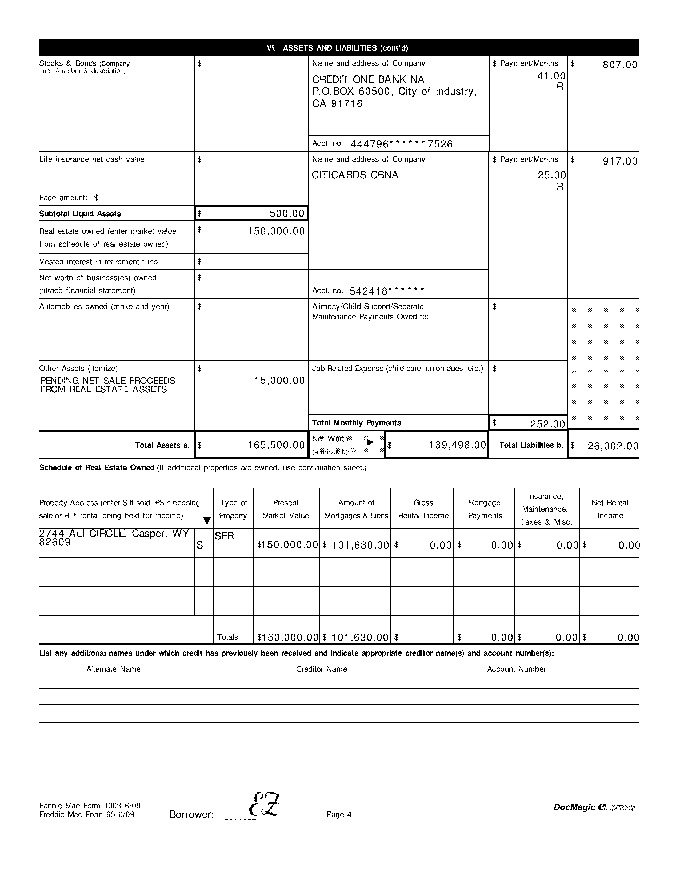 VI. ASSETS AND LIABILITIES (cont'd)
Stocks & Bonds (Company
$
Name and address of Company
$ Payment/Months
$ 807.00
CREDIT ONE BANK NA
P.O.BOX 60500, City of Industry,
CA 91716
41.00
R
Acct. no. 444796******7526
Life insurance net cash value
$
Name and address of Company
$ Payment/Months
$ 917.00
CITICARDS CBNA
25.00
R
Face amount: $
Subtotal Liquid Assets
$ 500.00
Real estate owned (enter market value
from schedule of real estate owned)
$ 150,000.00
Vested interest in retirement fund
$
Net worth of business(es) owned
(attach financial statement)
$
Acct. no. 542418******
Automobiles owned (make and year)
$
Alimony/Child Support/Separate
Maintenance Payments Owed to:
$
Other Assets (itemize)
$ 15,000.00
PENDING NET SALE PROCEEDS
FROM REAL ESTATE ASSETS
Job-Related Expense (child care, union dues, etc.)
$
Total Monthly Payments
$ 252.00
Total Assets a.
$ 165,500.00
Net Worth
$ 139,498.00
Total Liabilities b.
$ 26,002.00
Schedule of Real Estate Owned (If additional properties are owned, use continuation sheet.)
Property Address (enter S if sold, PS if pending
sale or R if rental being held for income)
Type of
Property
Present
Market Value
Amount of
Mortgages & Liens
Gross
Rental Income
Mortgage
Payments
Insurance,
Maintenance,
Taxes & Misc.
Net Rental
Income
CIRCLE, Casper, WY
S
SFR
$150,000.00
$ 101,630.00
$ 0.00
$ 0.00
$ 0.00
$ 0.00
Totals
$150,000.00
$ 101,630.00
$
$ 0.00
$ 0.00
$ 0.00
List any additional names under which credit has previously been received and indicate appropriate creditor name(s) and account number(s):
Alternate Name
Creditor Name
Account Number
Fannie Mae Form 1003 6/09
Freddie Mac Form 65 6/09
Borrower: EZ
Page 4
DocMagic